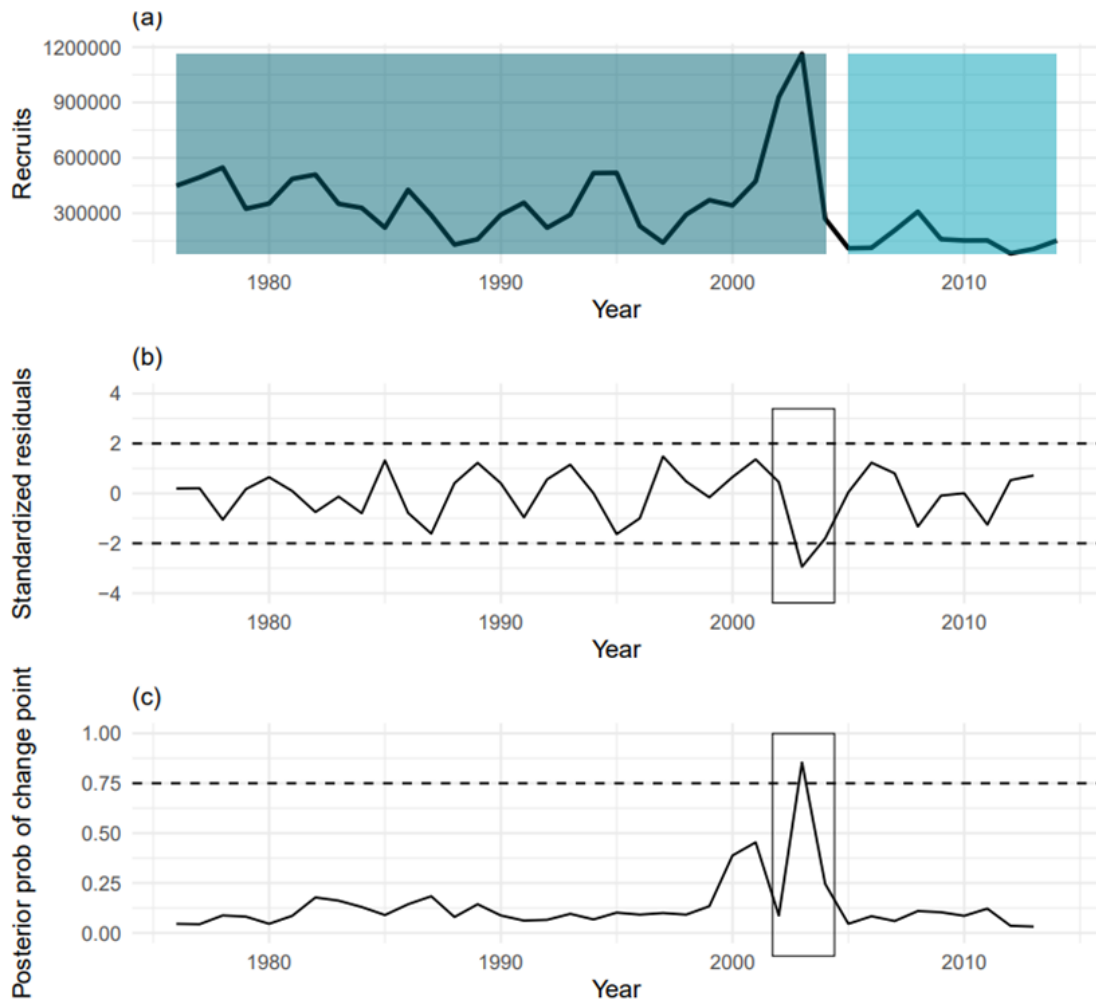 (a)
Recruits
1200000
900000
600000
300000
1980 1990 2000 2010
Year
(b)
Standardized residuals
4
2
0
−2
−4
1980 1990 2000 2010
Year
(c)
Posterior prob of change point
1.00
0.75
0.50
0.25
0.00
1980 1990 2000 2010
Year